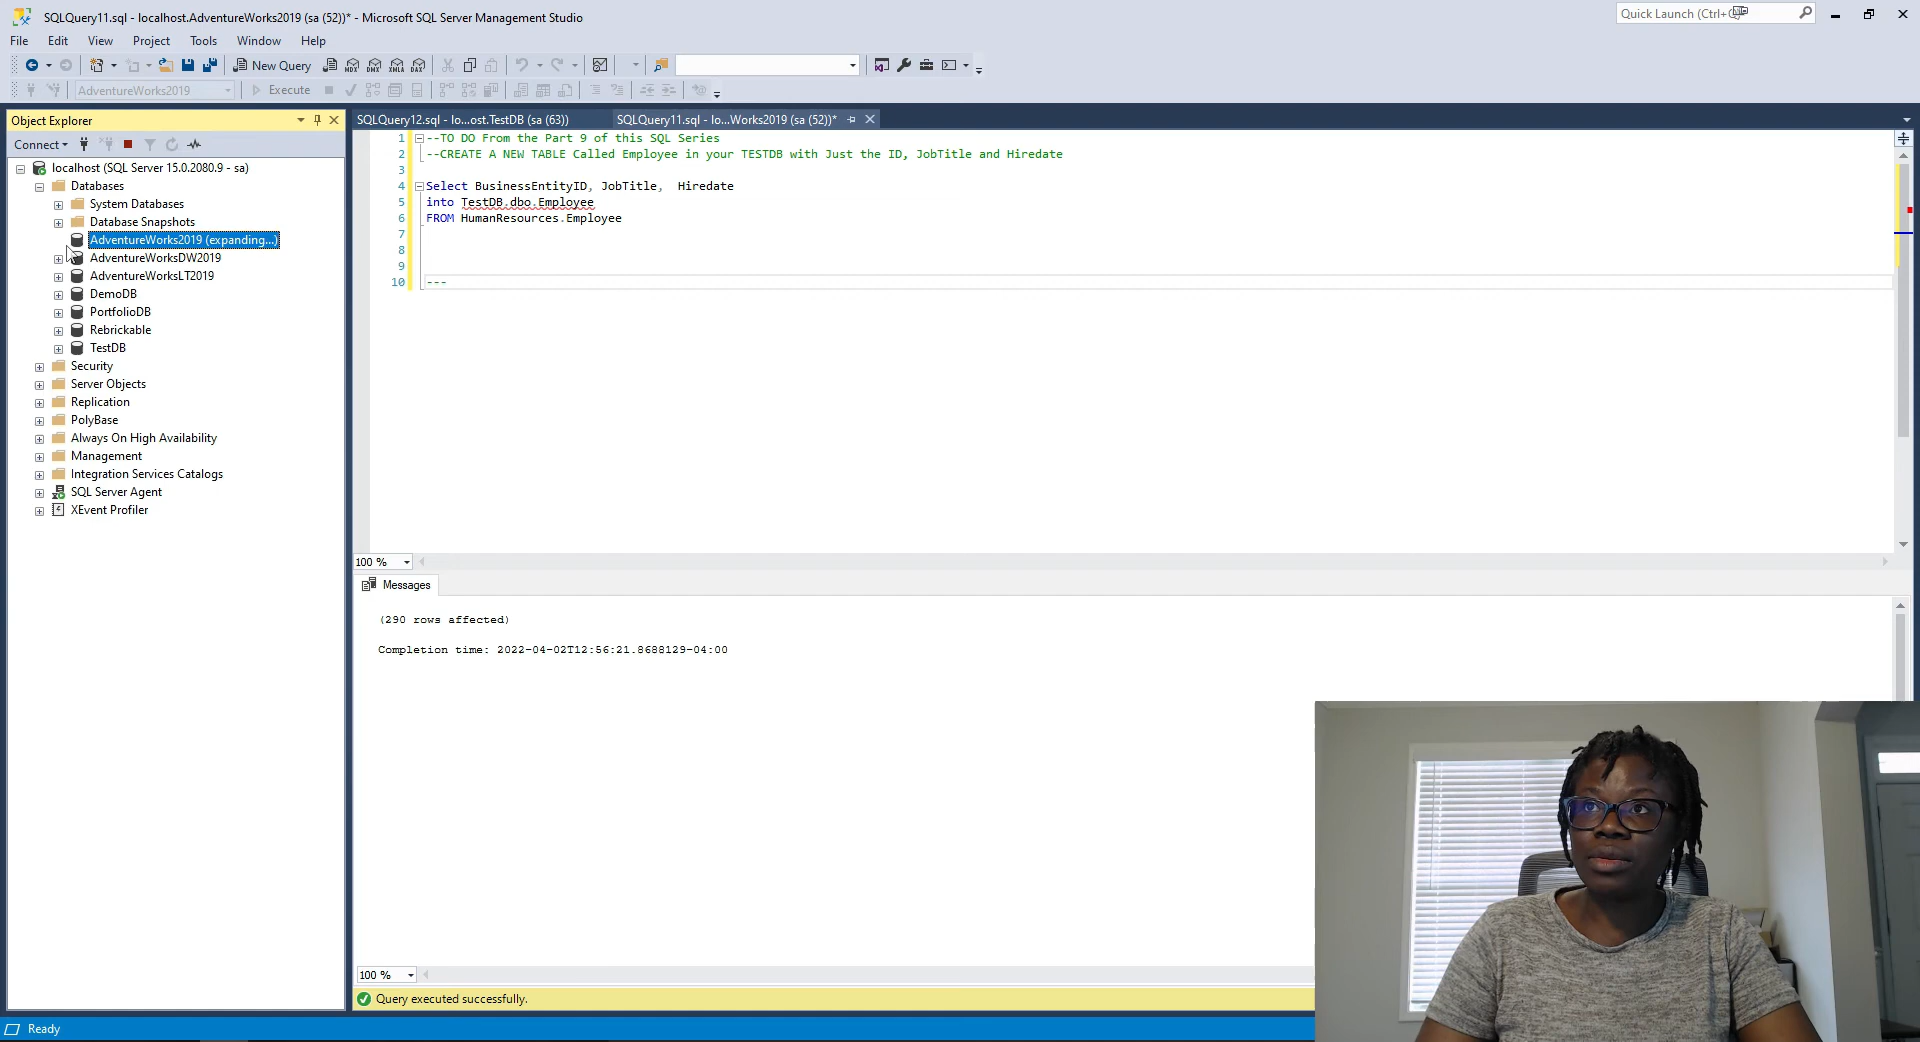 SQLQuery11.sql - localhost.AdventureWorks2019 (sa (52))* - Microsoft SQL Server Management Studio
Quick Launch (Ctrl+Q)
File Edit View Project Tools Window Help
New Query
MDX DMX XMLA DAX
AdventureWorks2019
Execute
Object Explorer
SQLQuery12.sql - lo...ost.TestDB (sa (63))
SQLQuery11.sql - lo...Works2019 (sa (52))*
Connect
localhost (SQL Server 15.0.2080.9 - sa)
Databases
System Databases
Database Snapshots
AdventureWorks2019 (expanding...)
AdventureWorksDW2019
AdventureWorksLT2019
DemoDB
PortfolioDB
Rebrickable
TestDB
Security
Server Objects
Replication
PolyBase
Always On High Availability
Management
Integration Services Catalogs
SQL Server Agent
XEvent Profiler
1 --TO DO From the Part 9 of this SQL Series
2 --CREATE A NEW TABLE Called Employee in your TESTDB with Just the ID, JobTitle and Hiredate
3
4 Select BusinessEntityID, JobTitle, Hiredate
5 into TestDB.dbo.Employee
6 FROM HumanResources.Employee
7
8
9
10 ---
100 %
Messages
(290 rows affected)
Completion time: 2022-04-02T12:56:21.8688129-04:00
100 %
Query executed successfully.
Ready